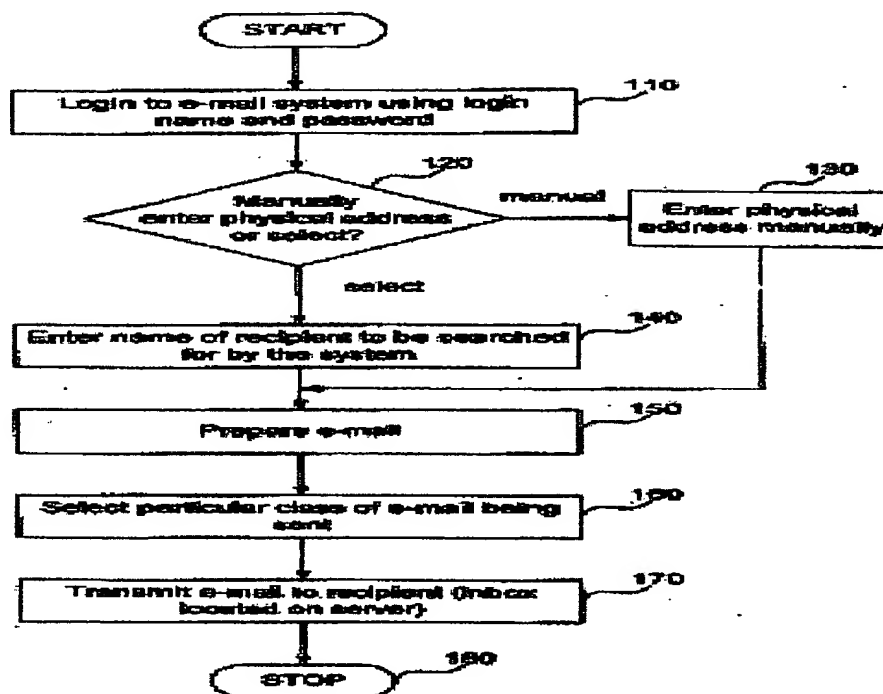 START
110
Login to e-mail system using login
name and password
120
Manually
enter physical address
or select?
manual
130
Enter physical
address manually
select
140
Enter name of recipient to be searched
for by the system
150
Prepare e-mail
160
Select particular class of e-mail being
sent
170
Transmit e-mail to recipient (inbox
located on server)
180
STOP